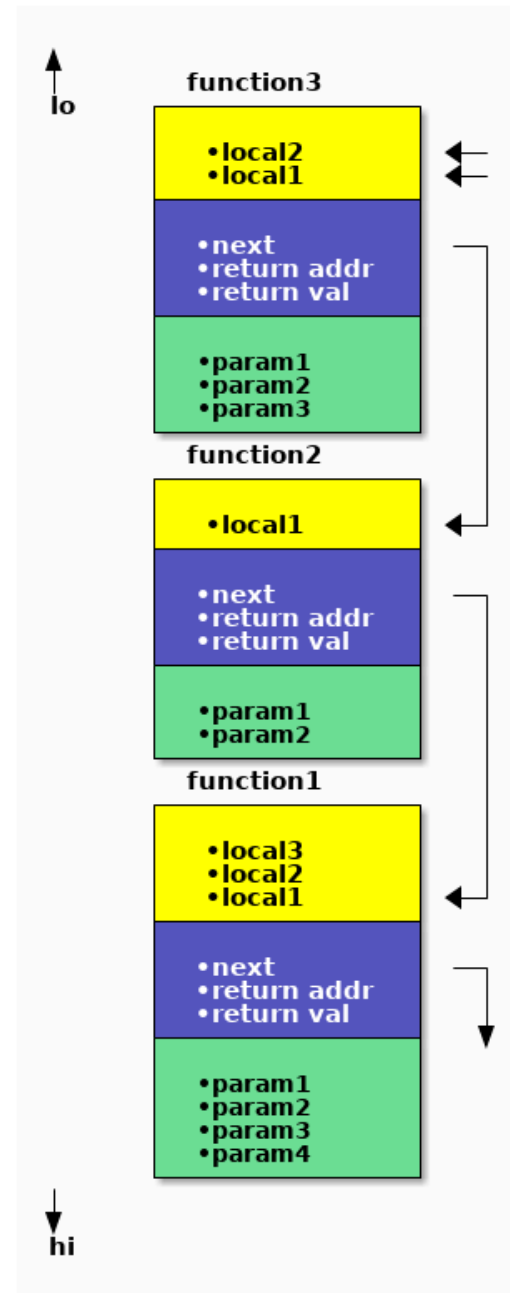 lo
function3
•local2
•local1
•next
•return addr
•return val
•param1
•param2
•param3
function2
•local1
•next
•return addr
•return val
•param1
•param2
function1
•local3
•local2
•local1
•next
•return addr
•return val
•param1
•param2
•param3
•param4
hi